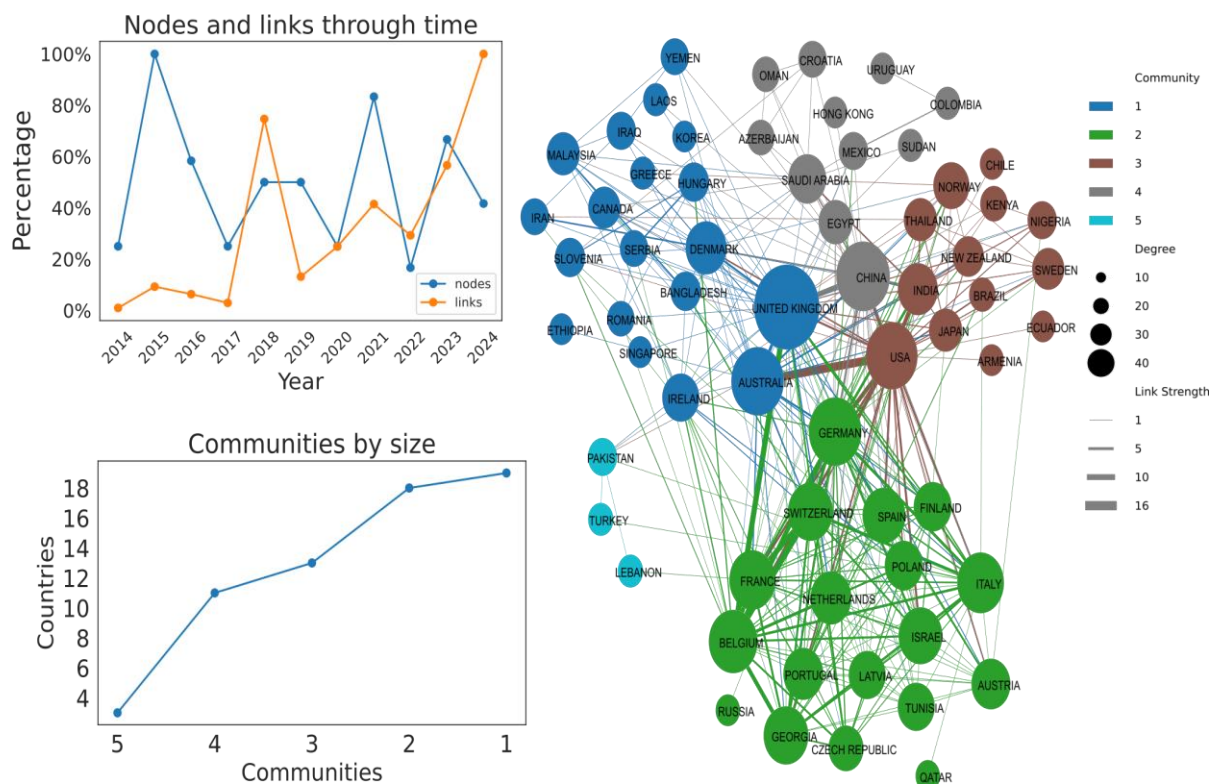 Nodes and links through time
Percentage
100%
80%
60%
40%
20%
0%
nodes
links
2014 2015 2016 2017 2018 2019 2020 2021 2022 2023 2024
Year
Communities by size
Countries
18
16
14
12
10
8
6
4
5 4 3 2 1
Communities
YEMEN
CROATIA
URUGUAY
OMAN
LAOS
COLOMBIA
HONG KONG
IRAQ
KOREA
AZERBAIJAN
MEXICO
SUDAN
MALAYSIA
GREECE
HUNGARY
SAUDI ARABIA
CHILE
NORWAY
KENYA
CANADA
IRAN
EGYPT
THAILAND
NIGERIA
SERBIA
DENMARK
SLOVENIA
NEW ZEALAND
SWEDEN
CHINA
BANGLADESH
INDIA
BRAZIL
UNITED KINGDOM
ROMANIA
ETHIOPIA
JAPAN
ECUADOR
SINGAPORE
USA
ARMENIA
AUSTRALIA
IRELAND
GERMANY
PAKISTAN
TURKEY
SWITZERLAND
SPAIN
FINLAND
LEBANON
POLAND
FRANCE
NETHERLANDS
ITALY
BELGIUM
ISRAEL
PORTUGAL
LATVIA
AUSTRIA
RUSSIA
TUNISIA
GEORGIA
CZECH REPUBLIC
QATAR
Community
1
2
3
4
5
Degree
10
20
30
40
Link Strength
1
5
10
16